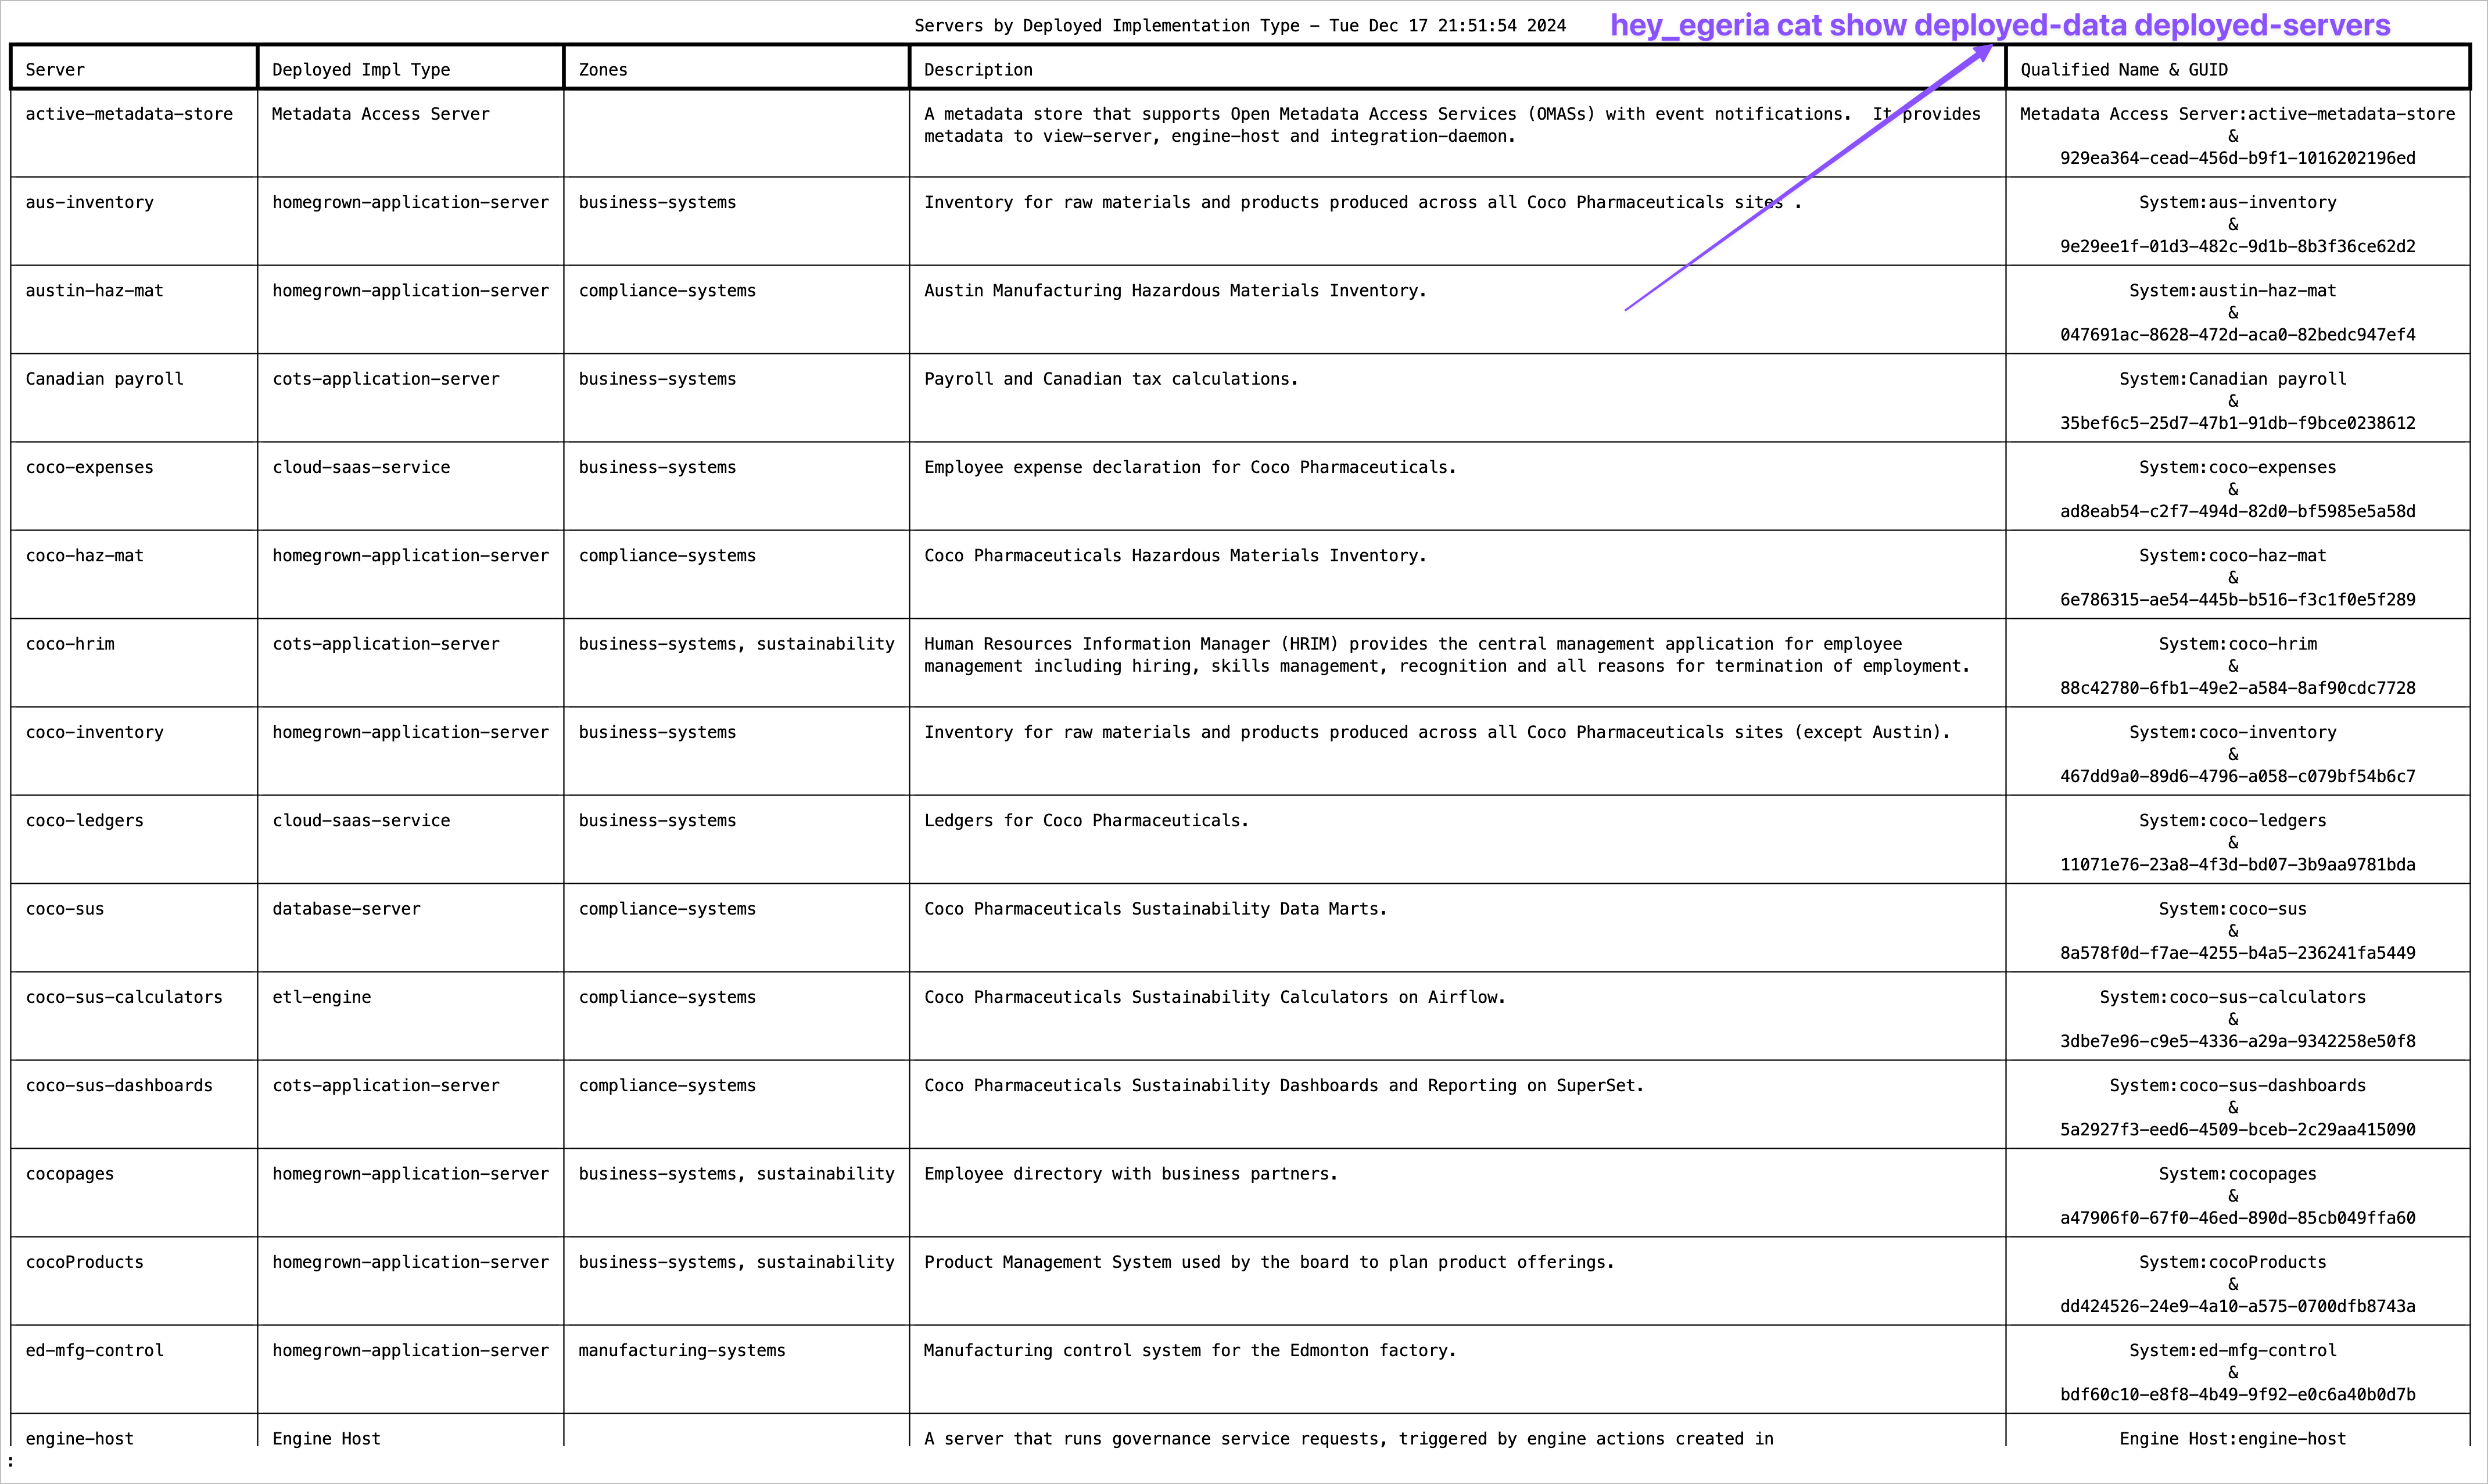 Servers by Deployed Implementation Type - Tue Dec 17 21:51:54 2024 hey_egeria cat show deployed-data deployed-servers
Server Deployed Impl Type Zones Description Qualified Name & GUID
active-metadata-store Metadata Access Server A metadata store that supports Open Metadata Access Services (OMASs) with event notifications. It provides Metadata Access Server:active-metadata-store
metadata to view-server, engine-host and integration-daemon. &
929ea364-cead-456d-b9f1-1016202196ed
aus-inventory homegrown-application-server business-systems Inventory for raw materials and products produced across all Coco Pharmaceuticals sites . System:aus-inventory
&
9e29ee1f-01d3-482c-9d1b-8b3f36ce62d2
austin-haz-mat homegrown-application-server compliance-systems Austin Manufacturing Hazardous Materials Inventory. System:austin-haz-mat
&
047691ac-8628-472d-aca0-82bedc947ef4
Canadian payroll cots-application-server business-systems Payroll and Canadian tax calculations. System:Canadian payroll
&
35bef6c5-25d7-47b1-91db-f9bce0238612
coco-expenses cloud-saas-service business-systems Employee expense declaration for Coco Pharmaceuticals. System:coco-expenses
&
ad8eab54-c2f7-494d-82d0-bf5985e5a58d
coco-haz-mat homegrown-application-server compliance-systems Coco Pharmaceuticals Hazardous Materials Inventory. System:coco-haz-mat
&
6e786315-ae54-445b-b516-f3c1f0e5f289
coco-hrim cots-application-server business-systems, sustainability Human Resources Information Manager (HRIM) provides the central management application for employee System:coco-hrim
management including hiring, skills management, recognition and all reasons for termination of employment. &
88c42780-6fb1-49e2-a584-8af90cdc7728
coco-inventory homegrown-application-server business-systems Inventory for raw materials and products produced across all Coco Pharmaceuticals sites (except Austin). System:coco-inventory
&
467dd9a0-89d6-4796-a058-c079bf54b6c7
coco-ledgers cloud-saas-service business-systems Ledgers for Coco Pharmaceuticals. System:coco-ledgers
&
11071e76-23a8-4f3d-bd07-3b9aa9781bda
coco-sus database-server compliance-systems Coco Pharmaceuticals Sustainability Data Marts. System:coco-sus
&
8a578f0d-f7ae-4255-b4a5-236241fa5449
coco-sus-calculators etl-engine compliance-systems Coco Pharmaceuticals Sustainability Calculators on Airflow. System:coco-sus-calculators
&
3dbe7e96-c9e5-4336-a29a-9342258e50f8
coco-sus-dashboards cots-application-server compliance-systems Coco Pharmaceuticals Sustainability Dashboards and Reporting on SuperSet. System:coco-sus-dashboards
&
5a2927f3-eed6-4509-bceb-2c29aa415090
cocopages homegrown-application-server business-systems, sustainability Employee directory with business partners. System:cocopages
&
a47906f0-67f0-46ed-890d-85cb049ffa60
cocoProducts homegrown-application-server business-systems, sustainability Product Management System used by the board to plan product offerings. System:cocoProducts
&
dd424526-24e9-4a10-a575-0700dfb8743a
ed-mfg-control homegrown-application-server manufacturing-systems Manufacturing control system for the Edmonton factory. System:ed-mfg-control
&
bdf60c10-e8f8-4b49-9f92-e0c6a40b0d7b
engine-host Engine Host A server that runs governance service requests, triggered by engine actions created in Engine Host:engine-host
: